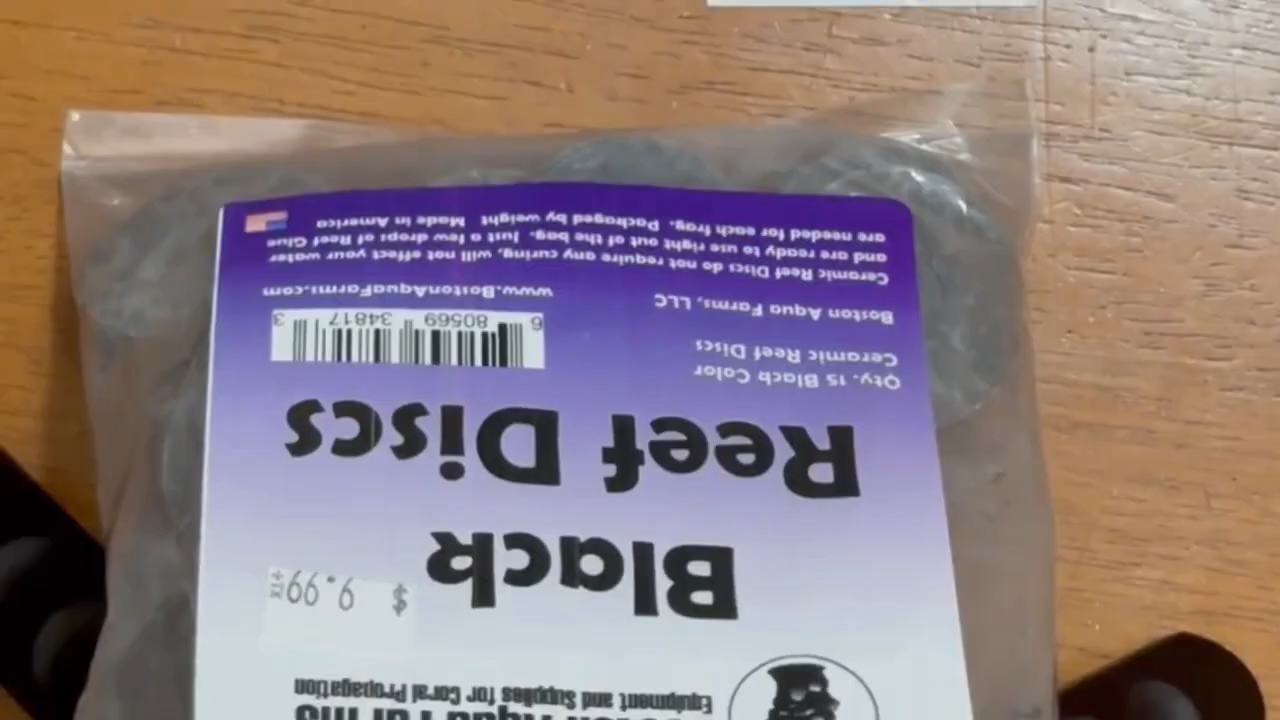 Aqua Farms
Equipment and Supplies for Coral Propagation
$ 9.99 +TX
Black
Reef Discs
Qty. 15 Black Color
Ceramic Reef Discs
6 80569 34817 3
Boston Aqua Farms, LLC
www.BostonAquaFarms.com
Ceramic Reef Discs do not require any curing, will not effect your water
and are ready to use right out of the bag. Just a few drops of Reef Glue
are needed for each frag. Packaged by weight Made in America